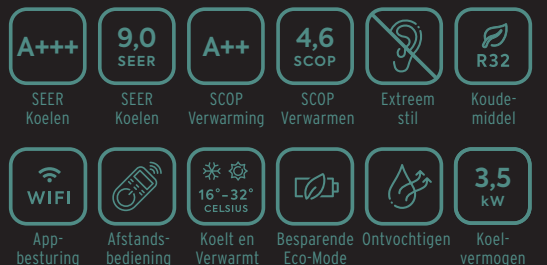 A+++
SEER
Koelen
9,0
SEER
SEER
Koelen
A++
SCOP
Verwarming
4,6
SCOP
SCOP
Verwarmen
Extreem
stil
R32
Koude-
middel
WIFI
App-
besturing
Afstands-
bediening
16°-32°
CELSIUS
Koelt en
Verwarmt
Besparende
Eco-Mode
Ontvochtigen
3,5
kW
Koel-
vermogen